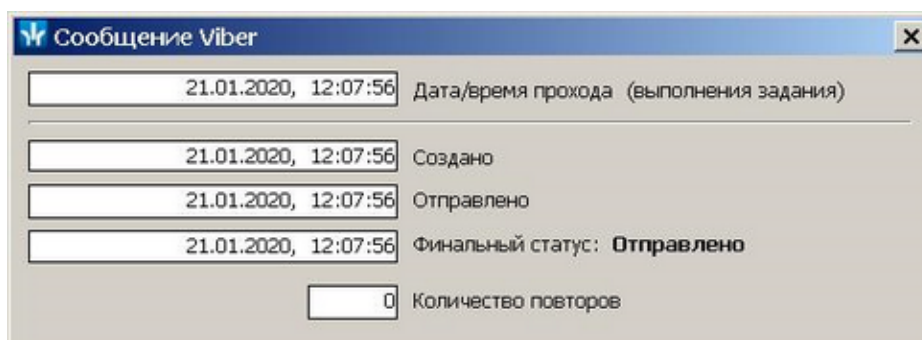 Сообщение Viber
21.01.2020, 12:07:56 Дата/время прохода (выполнения задания)
21.01.2020, 12:07:56 Создано
21.01.2020, 12:07:56 Отправлено
21.01.2020, 12:07:56 Финальный статус: Отправлено
0 Количество повторов